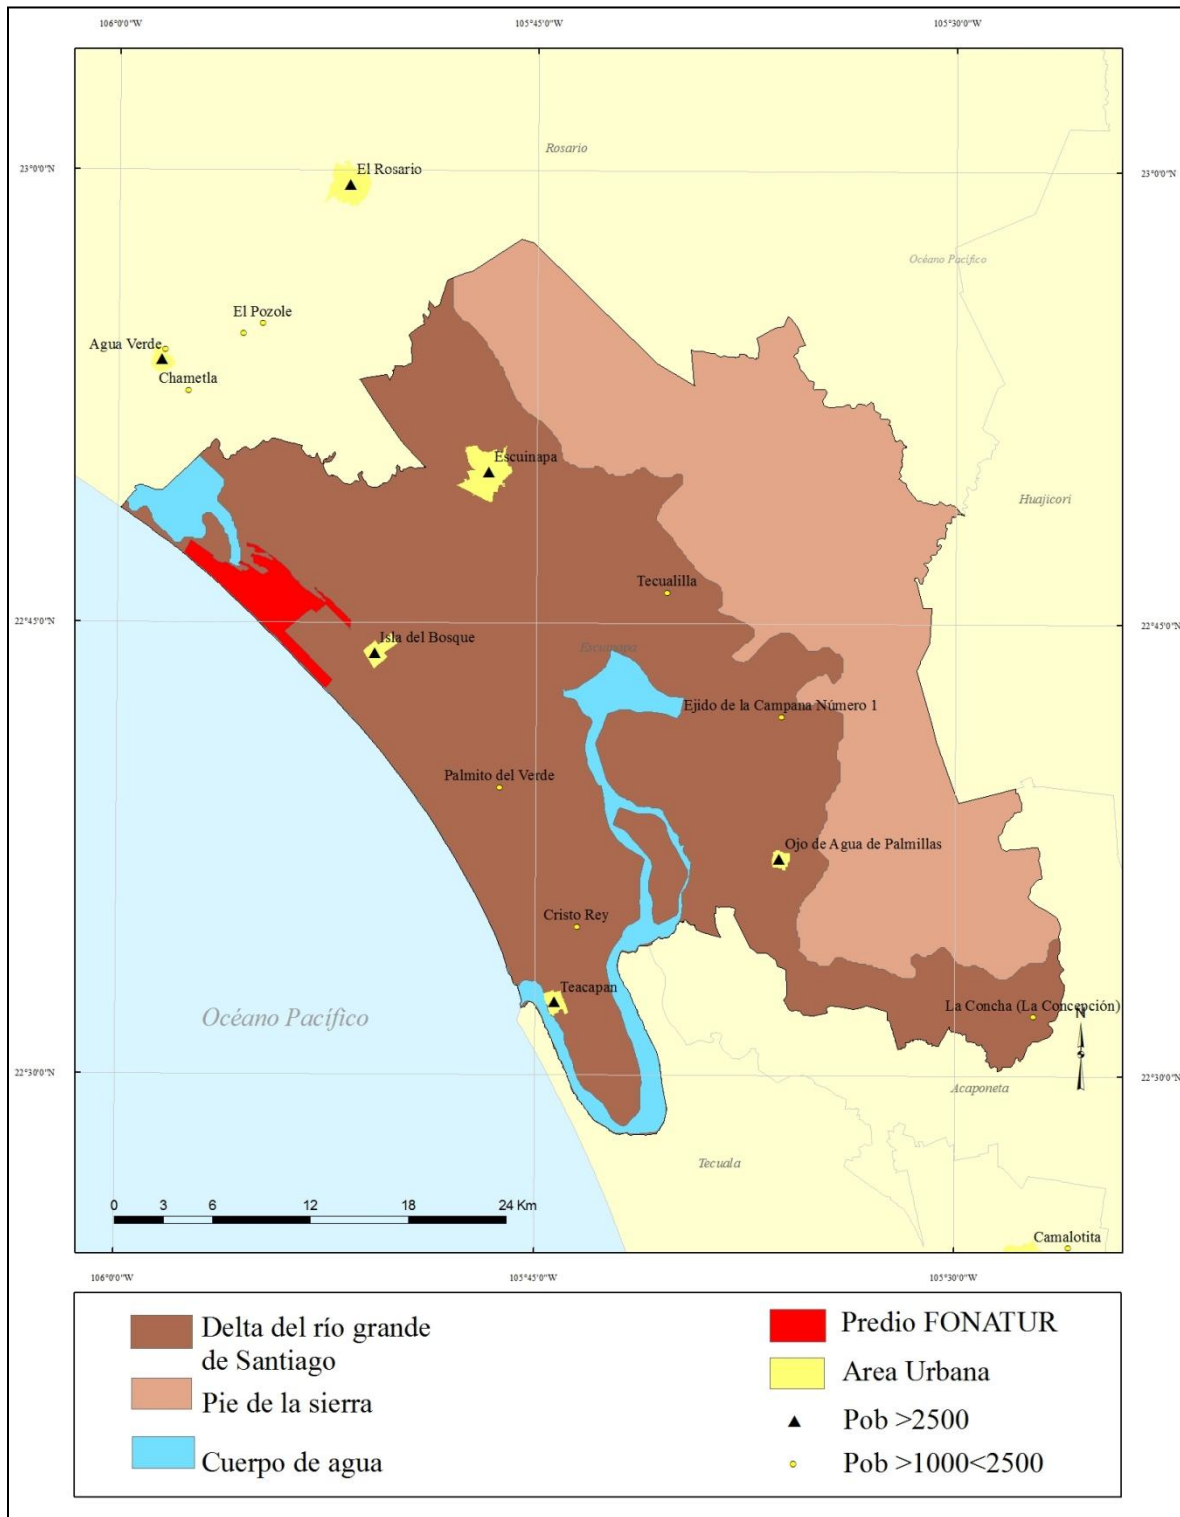 106°0'0"W
105°45'0"W
105°30'0"W
Rosario
23°0'0"N
23°0'0"N
El Rosario
Océano Pacífico
El Pozole
Agua Verde
Chametla
Escuinapa
Huajicori
Tecualilla
22°45'0"N
22°45'0"N
Isla del Bosque
Escuinapa
Ejido de la Campana Número 1
Palmito del Verde
Ojo de Agua de Palmillas
Cristo Rey
Teacapan
La Concha (La Concepción)
N
Océano Pacífico
22°30'0"N
22°30'0"N
Acaponeta
Tecuala
0 3 6 12 18 24 Km
Camalotita
106°0'0"W
105°45'0"W
105°30'0"W
Delta del río grande
de Santiago
Pie de la sierra
Cuerpo de agua
Predio FONATUR
Area Urbana
Pob >2500
Pob >1000<2500